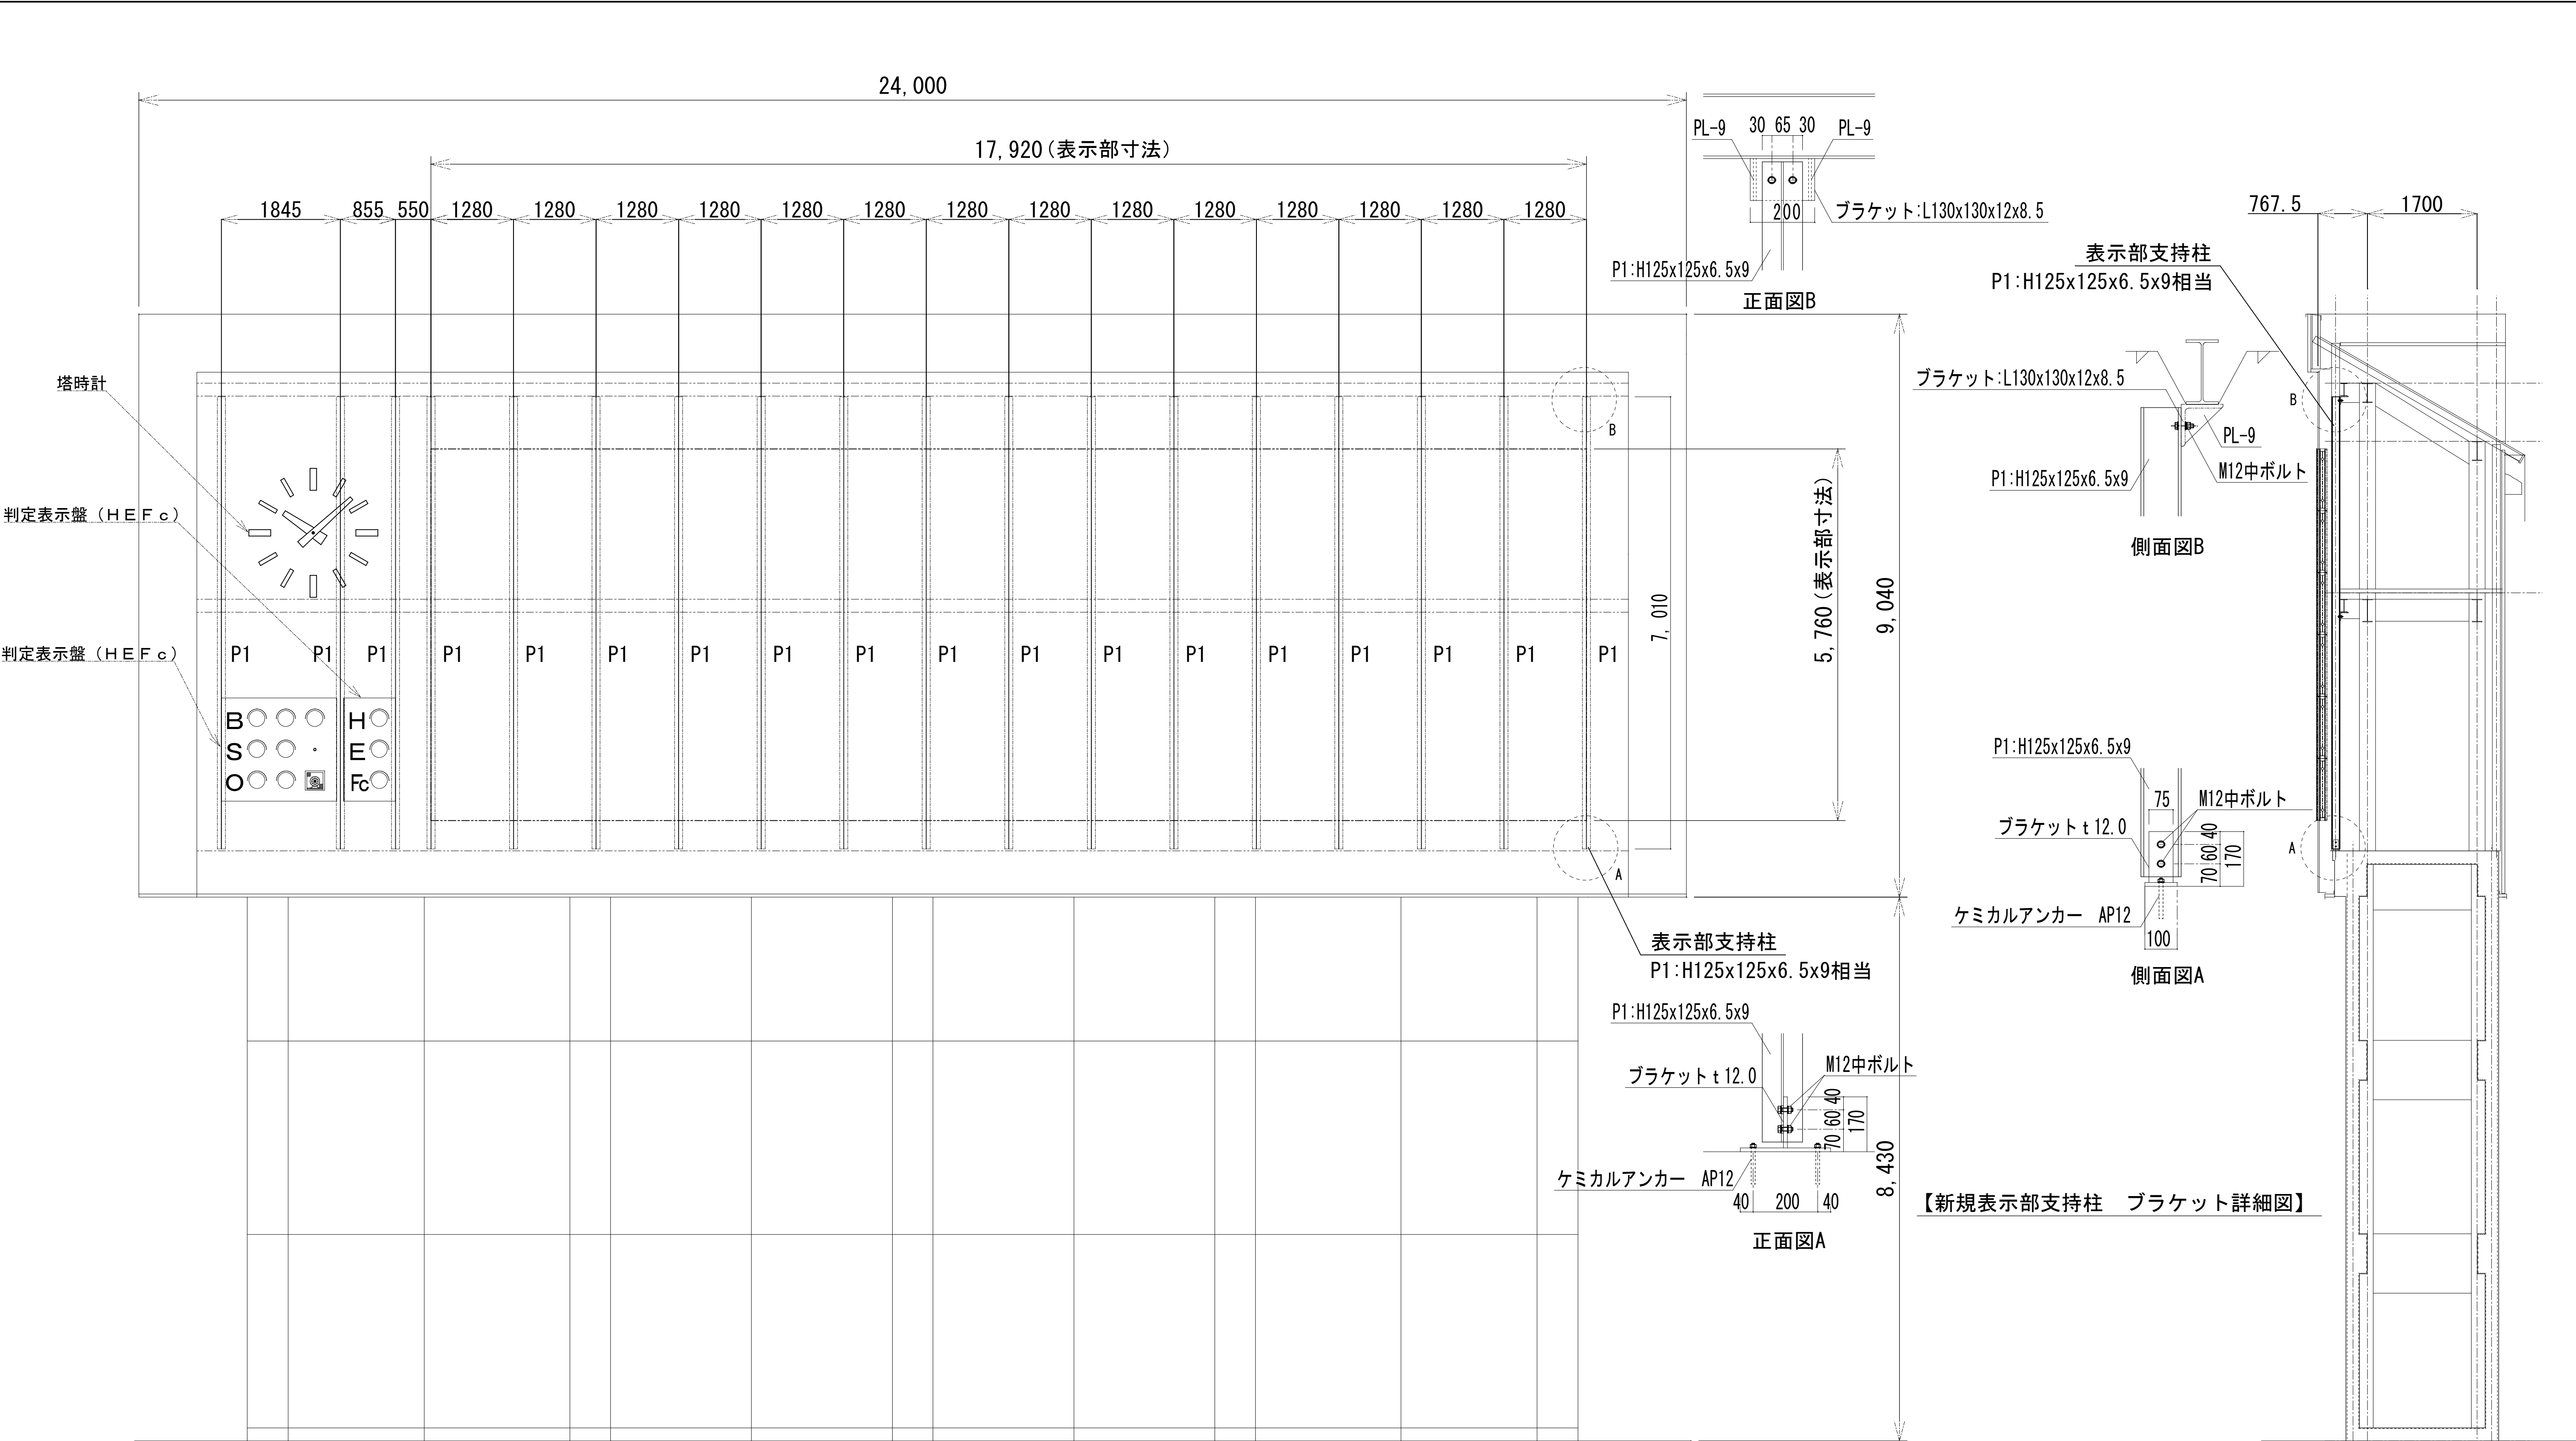 24,000
17,920(表示部寸法)
1845 855 550 1280 1280 1280 1280 1280 1280 1280 1280 1280 1280 1280 1280 1280 1280
塔時計
判定表示盤（ＨＥＦｃ）
判定表示盤（ＨＥＦｃ）
P1 P1 P1 P1 P1 P1 P1 P1 P1 P1 P1 P1 P1 P1 P1 P1 P1 P1
B H
S E
O Fc
B
A
7,010
5,760(表示部寸法)
9,040
8,430
表示部支持柱
P1:H125x125x6.5x9相当
PL-9 30 65 30 PL-9
200
ブラケット:L130x130x12x8.5
P1:H125x125x6.5x9
正面図B
P1:H125x125x6.5x9
ブラケットｔ12.0
M12中ボルト
40
60
70
170
ケミカルアンカー　AP12
40 200 40
正面図A
767.5 1700
表示部支持柱
P1:H125x125x6.5x9相当
ブラケット:L130x130x12x8.5
PL-9
M12中ボルト
P1:H125x125x6.5x9
側面図B
B
P1:H125x125x6.5x9
75
M12中ボルト
ブラケットｔ12.0
40
60
70
170
ケミカルアンカー　AP12
100
側面図A
A
【新規表示部支持柱　ブラケット詳細図】